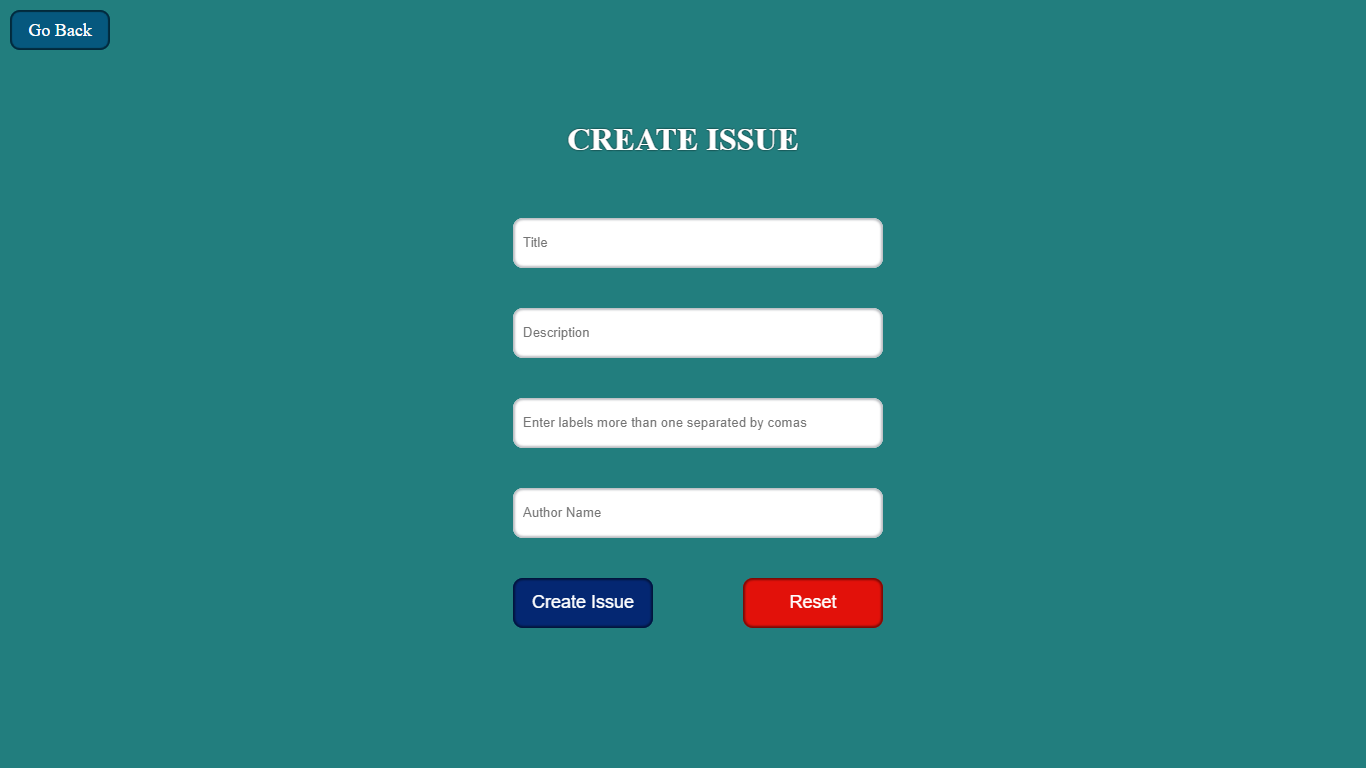 Go Back
CREATE ISSUE
Title
Description
Enter labels more than one separated by comas
Author Name
Create Issue
Reset